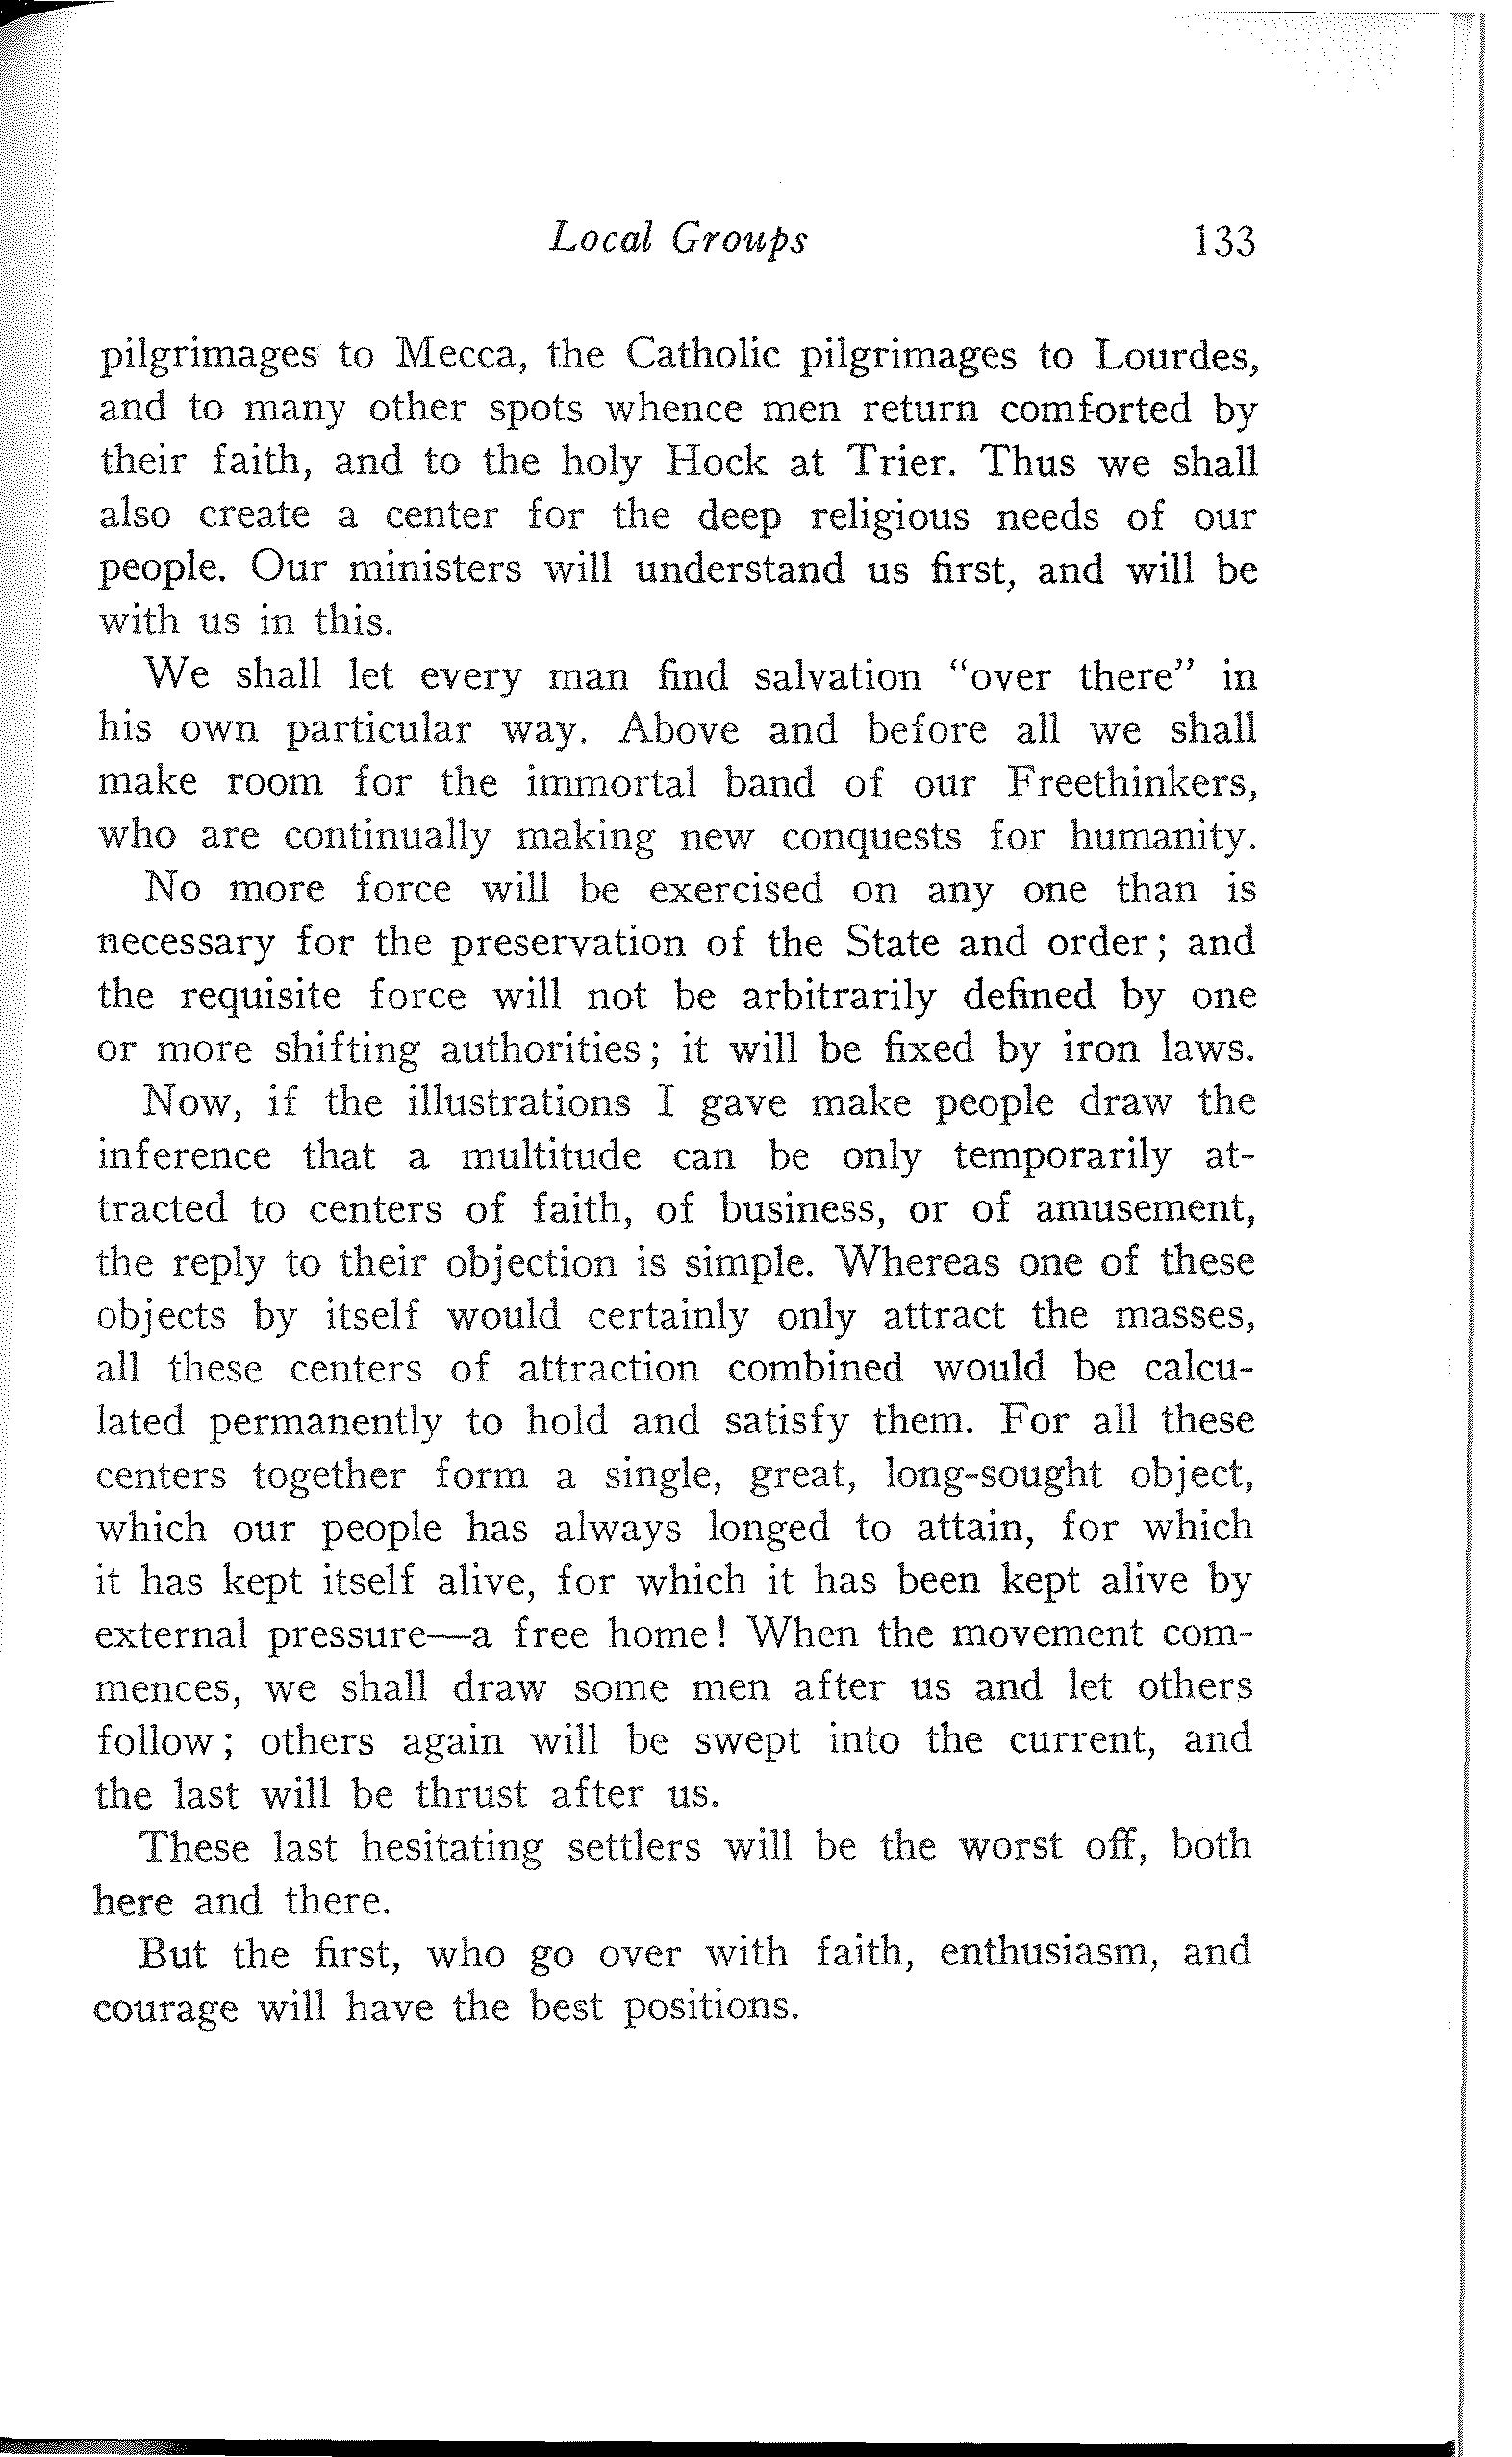 Local Groups 133
pilgrimages to Mecca, the Catholic pilgrimages to Lourdes,
and to many other spots whence men return comforted by
their faith, and to the holy Hock at Trier. Thus we shall
also create a center for the deep religious needs of our
people. Our ministers will understand us first, and will be
with us in this.
We shall let every man find salvation “over there” in
his own particular way. Above and before all we shall
make room for the immortal band of our Freethinkers,
who are continually making new conquests for humanity.
No more force will be exercised on any one than is
necessary for the preservation of the State and order; and
the requisite force will not be arbitrarily defined by one
or more shifting authorities; it will be fixed by iron laws.
Now, if the illustrations I gave make people draw the
inference that a multitude can be only temporarily at-
tracted to centers of faith, of business, or of amusement,
the reply to their objection is simple. Whereas one of these
objects by itself would certainly only attract the masses,
all these centers of attraction combined would be calcu-
lated permanently to hold and satisfy them. For all these
centers together form a single, great, long-sought object,
which our people has always longed to attain, for which
it has kept itself alive, for which it has been kept alive by
external pressure—a free home! When the movement com-
mences, we shall draw some men after us and let others
follow; others again will be swept into the current, and
the last will be thrust after us.
These last hesitating settlers will be the worst off, both
here and there.
But the first, who go over with faith, enthusiasm, and
courage will have the best positions.